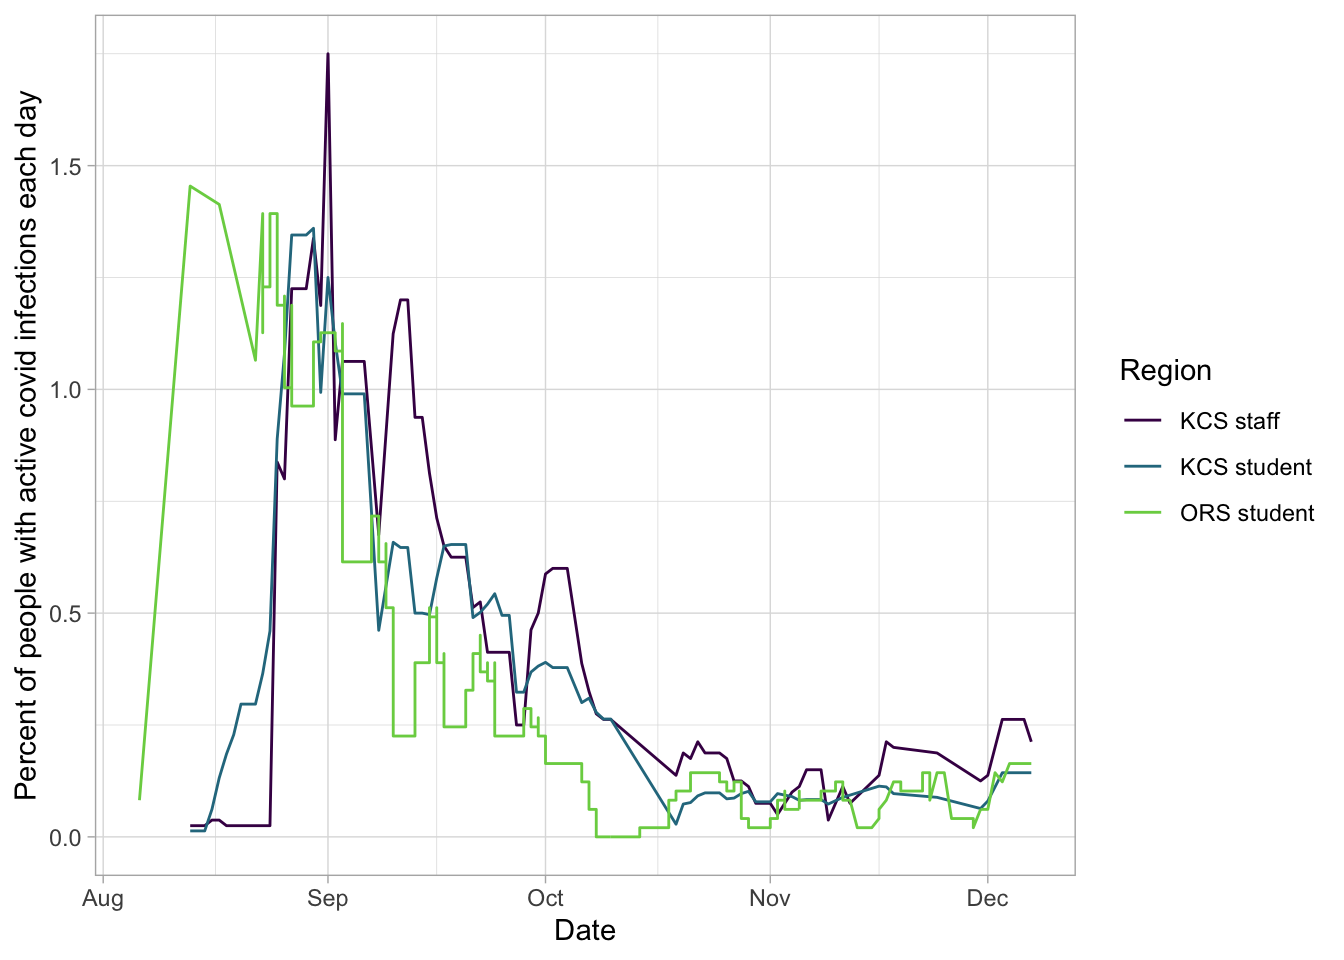 Percent of people with active covid infections each day
1.5
1.0
0.5
0.0
Aug
Sep
Oct
Nov
Dec
Date
Region
KCS staff
KCS student
ORS student